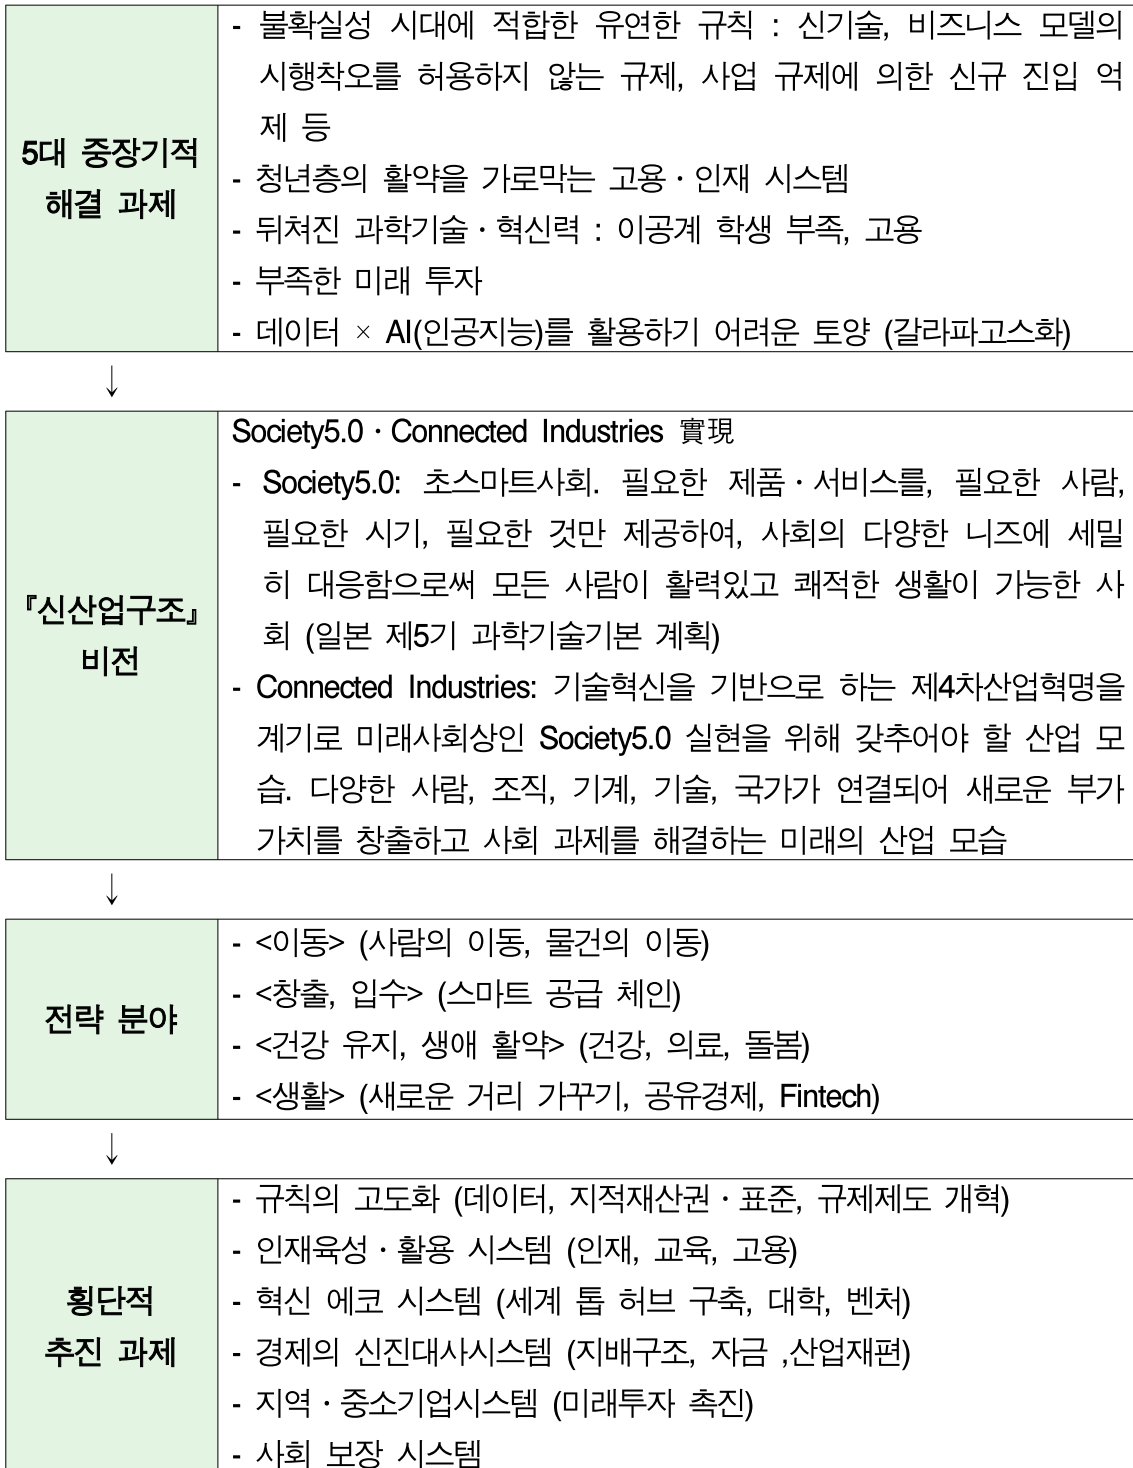 5대 중장기적
해결 과제
- 불확실성 시대에 적합한 유연한 규칙 : 신기술, 비즈니스 모델의
시행착오를 허용하지 않는 규제, 사업 규제에 의한 신규 진입 억
제 등
- 청년층의 활약을 가로막는 고용·인재 시스템
- 뒤쳐진 과학기술·혁신력 : 이공계 학생 부족, 고용
- 부족한 미래 투자
- 데이터 × AI(인공지능)를 활용하기 어려운 토양 (갈라파고스화)
↓
『신산업구조』
비전
Society5.0·Connected Industries 實現
- Society5.0: 초스마트사회. 필요한 제품·서비스를, 필요한 사람,
필요한 시기, 필요한 것만 제공하여, 사회의 다양한 니즈에 세밀
히 대응함으로써 모든 사람이 활력있고 쾌적한 생활이 가능한 사
회 (일본 제5기 과학기술기본 계획)
- Connected Industries: 기술혁신을 기반으로 하는 제4차산업혁명을
계기로 미래사회상인 Society5.0 실현을 위해 갖추어야 할 산업 모
습. 다양한 사람, 조직, 기계, 기술, 국가가 연결되어 새로운 부가
가치를 창출하고 사회 과제를 해결하는 미래의 산업 모습
↓
전략 분야
- <이동> (사람의 이동, 물건의 이동)
- <창출, 입수> (스마트 공급 체인)
- <건강 유지, 생애 활약> (건강, 의료, 돌봄)
- <생활> (새로운 거리 가꾸기, 공유경제, Fintech)
↓
횡단적
추진 과제
- 규칙의 고도화 (데이터, 지적재산권·표준, 규제제도 개혁)
- 인재육성·활용 시스템 (인재, 교육, 고용)
- 혁신 에코 시스템 (세계 톱 허브 구축, 대학, 벤처)
- 경제의 신진대사시스템 (지배구조, 자금 ,산업재편)
- 지역·중소기업시스템 (미래투자 촉진)
- 사회 보장 시스템